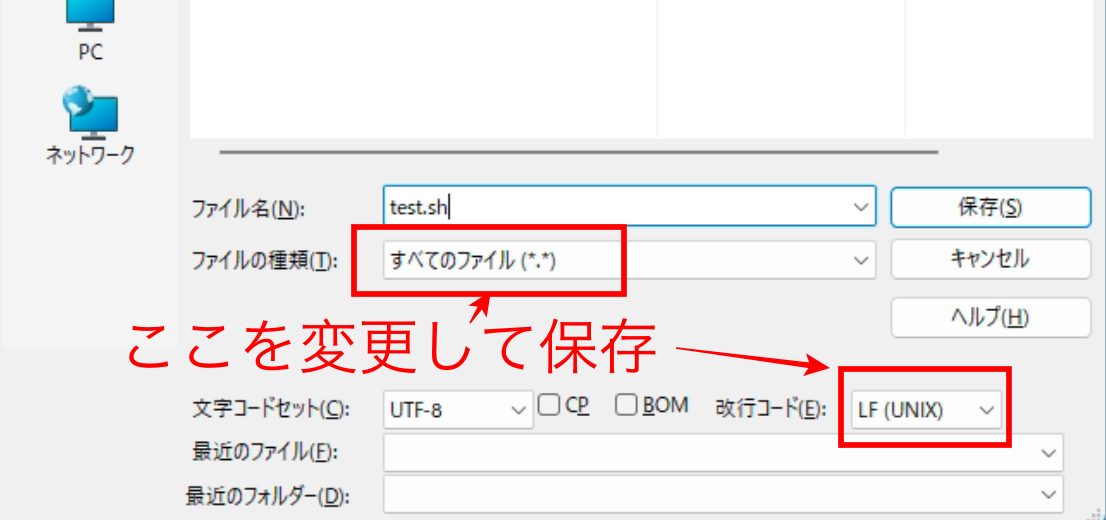 PC
ネットワーク
ファイル名(N): test.sh 保存(S)
ファイルの種類(T): すべてのファイル (*.*) キャンセル
ヘルプ(H)
ここを変更して保存
文字コードセット(C): UTF-8 CP BOM 改行コード(E): LF (UNIX)
最近のファイル(F):
最近のフォルダー(D):